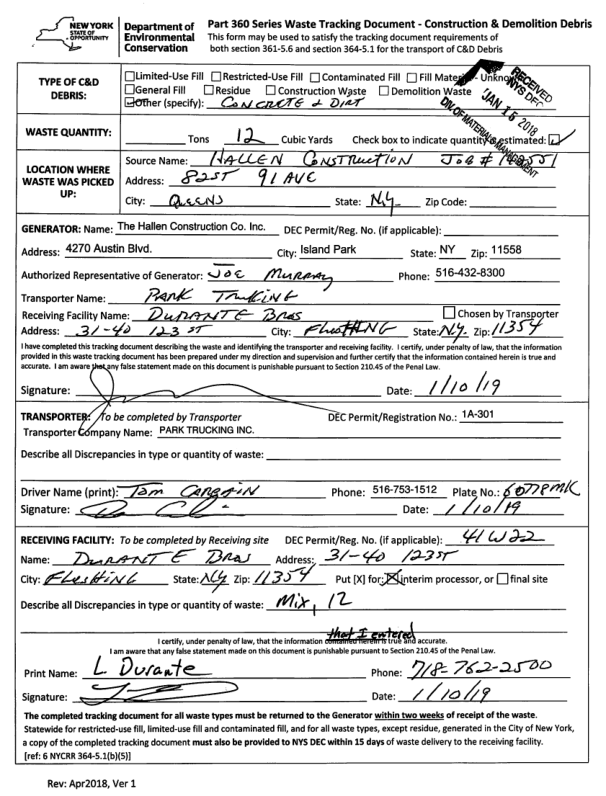 NEW YORK
STATE OF
OPPORTUNITY
Department of
Environmental
Conservation
Part 360 Series Waste Tracking Document - Construction & Demolition Debris
This form may be used to satisfy the tracking document requirements of
both section 361-5.6 and section 364-5.1 for the transport of C&D Debris
RECEIVED
NYS DEC
JAN 15 2018
DIV. OF MATERIALS MANAGEMENT
TYPE OF C&D
DEBRIS:
Limited-Use Fill Restricted-Use Fill Contaminated Fill Fill Material - Unknown
General Fill Residue Construction Waste Demolition Waste
Other (specify): CONCRETE & DIRT
WASTE QUANTITY: Tons 12 Cubic Yards Check box to indicate quantity is estimated:
LOCATION WHERE
WASTE WAS PICKED
UP:
Source Name: HALLEN CONSTRUCTION JOB #
Address: 82ST 91 AVE
City: QUEENS State: N.y. Zip Code:
GENERATOR: Name: The Hallen Construction Co. Inc. DEC Permit/Reg. No. (if applicable):
Address: 4270 Austin Blvd. City: Island Park State: NY Zip: 11558
Authorized Representative of Generator: JOE MURRAY Phone: 516-432-8300
Transporter Name: PARK TRUKING
Receiving Facility Name: DURANTE BROS Chosen by Transporter
Address: 31-40 123 ST City: FlusHING State: N.y. Zip: 11354
I have completed this tracking document describing the waste and identifying the transporter and receiving facility. I certify, under penalty of law, that the information
provided in this waste tracking document has been prepared under my direction and supervision and further certify that the information contained herein is true and
accurate. I am aware that any false statement made on this document is punishable pursuant to Section 210.45 of the Penal Law.
Signature: Date: 1/10/19
TRANSPORTER: To be completed by Transporter DEC Permit/Registration No.: 1A-301
Transporter Company Name: PARK TRUCKING INC.
Describe all Discrepancies in type or quantity of waste:
Driver Name (print): Tom Phone: 516-753-1512 Plate No.: 60778MK
Signature: Date: 1/10/19
RECEIVING FACILITY: To be completed by Receiving site DEC Permit/Reg. No. (if applicable): 41W22
Name: DURANTE BROS Address: 31-40 123ST
City: FlusHING State: Ny Zip: 11354 Put [X] for: X interim processor, or final site
Describe all Discrepancies in type or quantity of waste: Mix, 12
that I entered
I certify, under penalty of law, that the information contained herein is true and accurate.
I am aware that any false statement made on this document is punishable pursuant to Section 210.45 of the Penal Law.
Print Name: L Durante Phone: 718-762-2500
Signature: Date: 1/10/19
The completed tracking document for all waste types must be returned to the Generator within two weeks of receipt of the waste.
Statewide for restricted-use fill, limited-use fill and contaminated fill, and for all waste types, except residue, generated in the City of New York,
a copy of the completed tracking document must also be provided to NYS DEC within 15 days of waste delivery to the receiving facility.
[ref: 6 NYCRR 364-5.1(b)(5)]
Rev: Apr2018, Ver 1